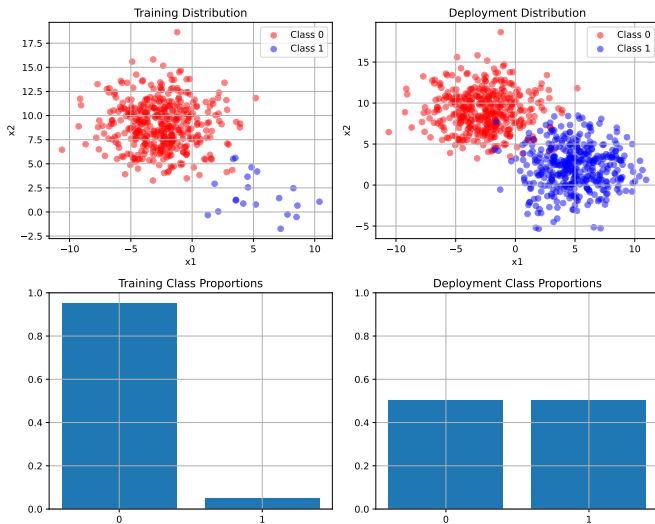 Training Distribution
Class 0
Class 1
17.5
15.0
12.5
10.0
7.5
5.0
2.5
0.0
−2.5
x2
−10 −5 0 5 10
x1
Deployment Distribution
Class 0
Class 1
15
10
5
0
−5
x2
−10 −5 0 5 10
x1
Training Class Proportions
1.0
0.8
0.6
0.4
0.2
0.0
0 1
Deployment Class Proportions
1.0
0.8
0.6
0.4
0.2
0.0
0 1